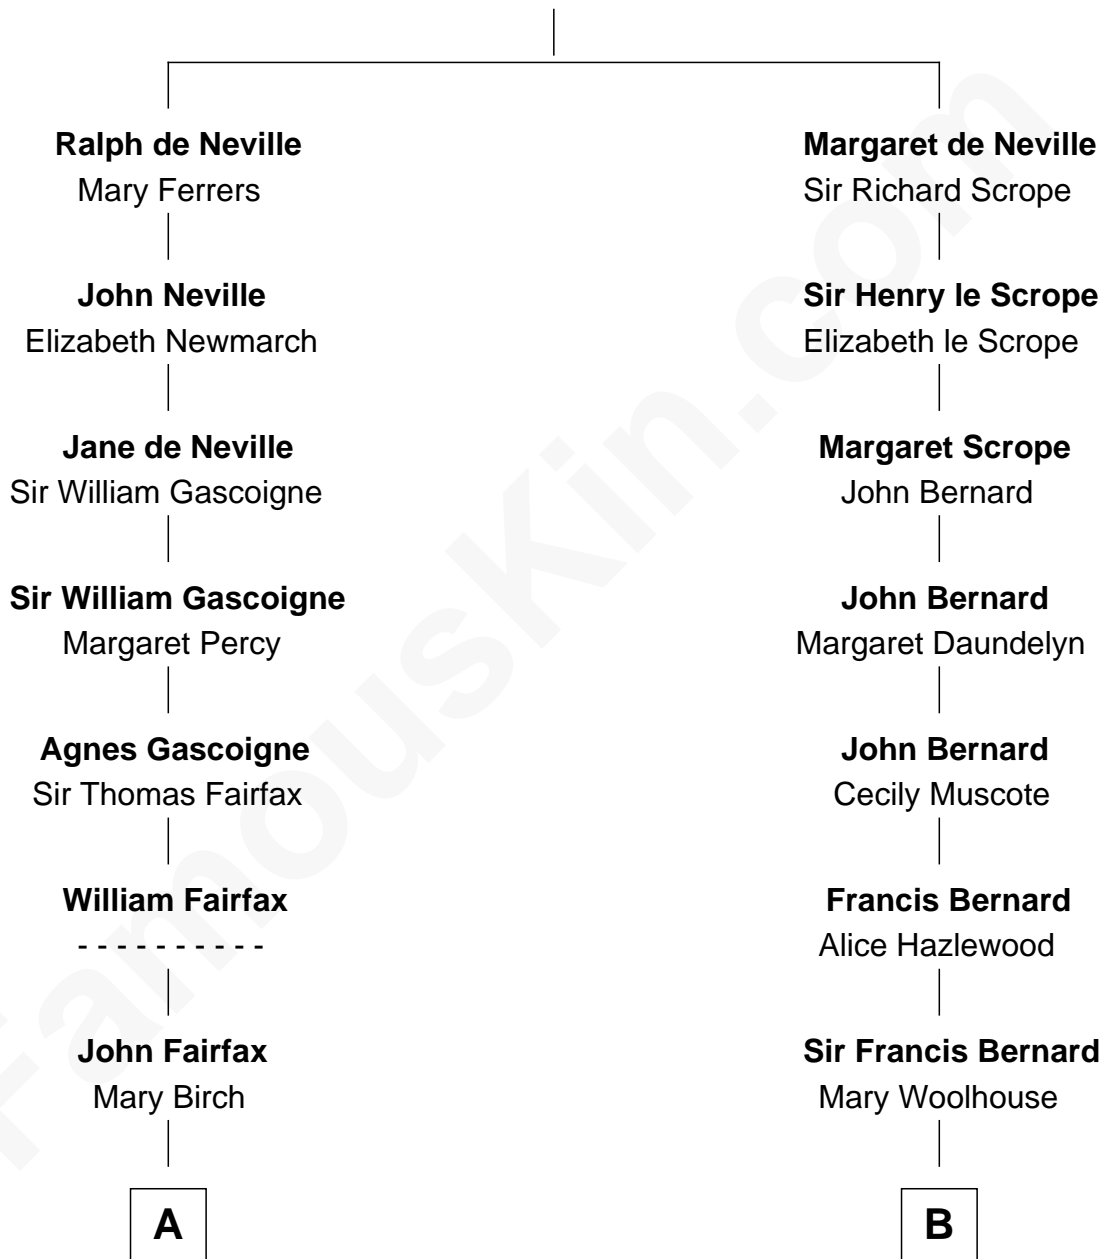 Ralph de Neville
Mary Ferrers
John Neville
Elizabeth Newmarch
Jane de Neville
Sir William Gascoigne
Sir William Gascoigne
Margaret Percy
Agnes Gascoigne
Sir Thomas Fairfax
William Fairfax
- - - - - - - - - -
John Fairfax
Mary Birch
A
Margaret de Neville
Sir Richard Scrope
Sir Henry le Scrope
Elizabeth le Scrope
Margaret Scrope
John Bernard
John Bernard
Margaret Daundelyn
John Bernard
Cecily Muscote
Francis Bernard
Alice Hazlewood
Sir Francis Bernard
Mary Woolhouse
B
FamousKin.com